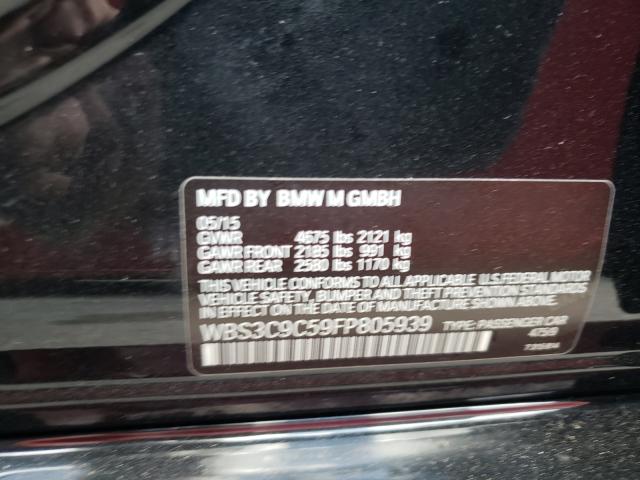 MFD BY BMW M GMBH
05/15
GVWR 4675 lbs 2121 kg
GAWR FRONT 2185 lbs 991 kg
GAWR REAR 2580 lbs 1170 kg
THIS VEHICLE CONFORMS TO ALL APPLICABLE U.S. FEDERAL MOTOR
VEHICLE SAFETY, BUMPER AND THEFT PREVENTION STANDARDS
IN EFFECT ON THE DATE OF MANUFACTURE SHOWN ABOVE.
WBS3C9C59FP805939 TYPE: PASSENGER CAR